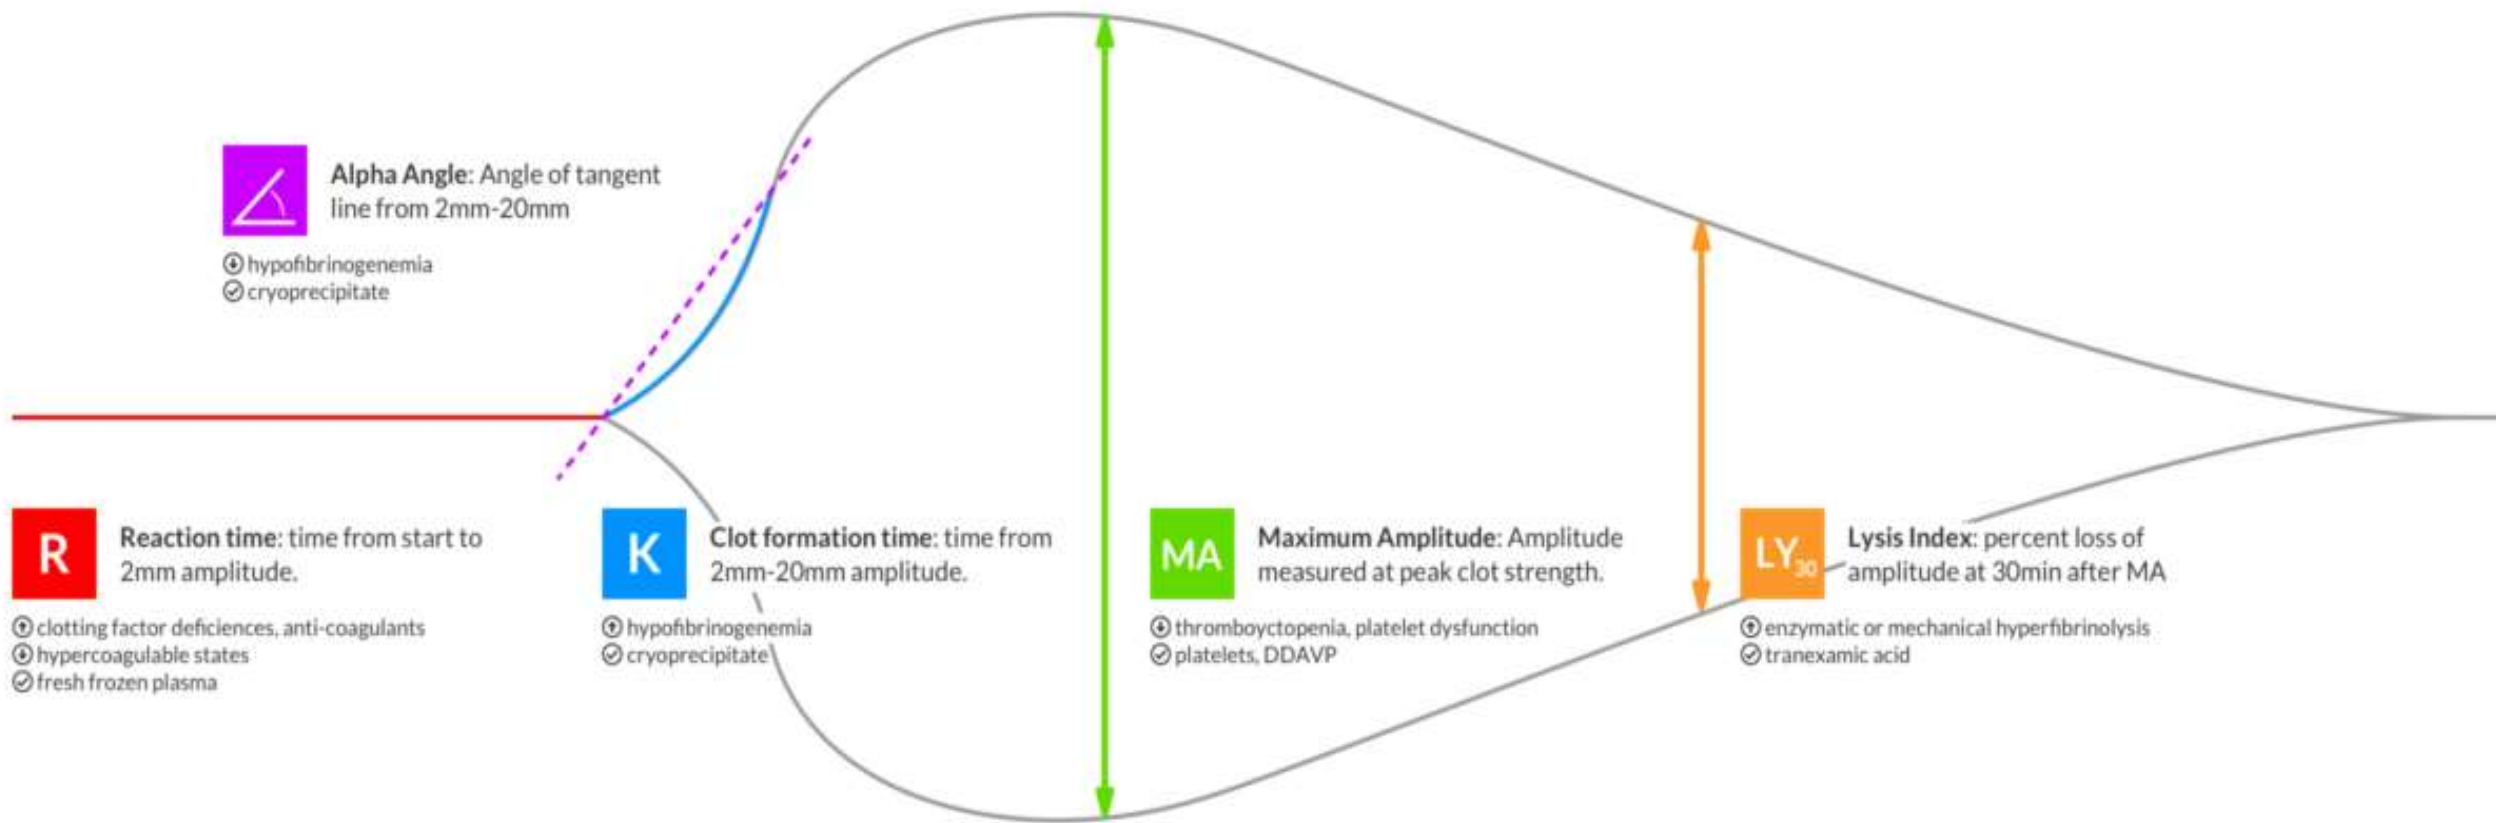 Alpha Angle: Angle of tangent
line from 2mm-20mm
hypofibrinogenemia
cryoprecipitate
R
Reaction time: time from start to
2mm amplitude.
clotting factor deficiences, anti-coagulants
hypercoagulable states
fresh frozen plasma
K
Clot formation time: time from
2mm-20mm amplitude.
hypofibrinogenemia
cryoprecipitate
MA
Maximum Amplitude: Amplitude
measured at peak clot strength.
thromboyctopenia, platelet dysfunction
platelets, DDAVP
LY30
Lysis Index: percent loss of
amplitude at 30min after MA
enzymatic or mechanical hyperfibrinolysis
tranexamic acid